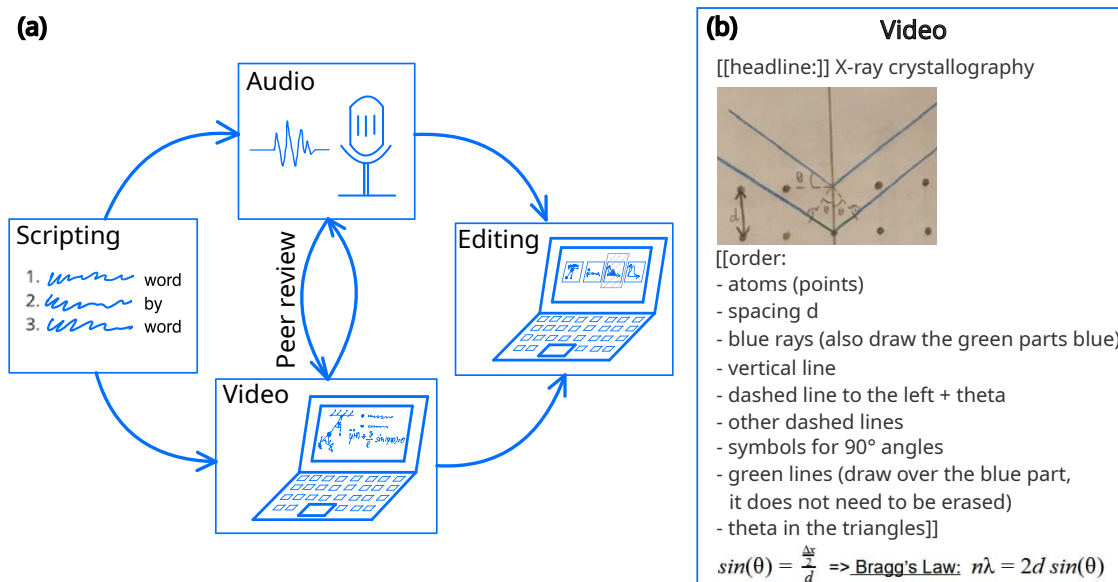 (a)
Audio
Scripting
1. word
2. by
3. word
Peer review
Editing
Video
(b) Video
[[headline:]] X-ray crystallography
θ
θ θ
d
[[order:
- atoms (points)
- spacing d
- blue rays (also draw the green parts blue)
- vertical line
- dashed line to the left + theta
- other dashed lines
- symbols for 90° angles
- green lines (draw over the blue part,
it does not need to be erased)
- theta in the triangles]]
sin(θ) = (Δx/2)/d => Bragg's Law: nλ = 2d sin(θ)